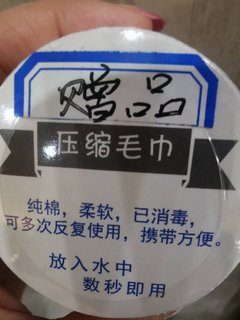 赠品
压缩毛巾
纯棉，柔软，已消毒，
可多次反复使用，携带方便。
放入水中
数秒即用